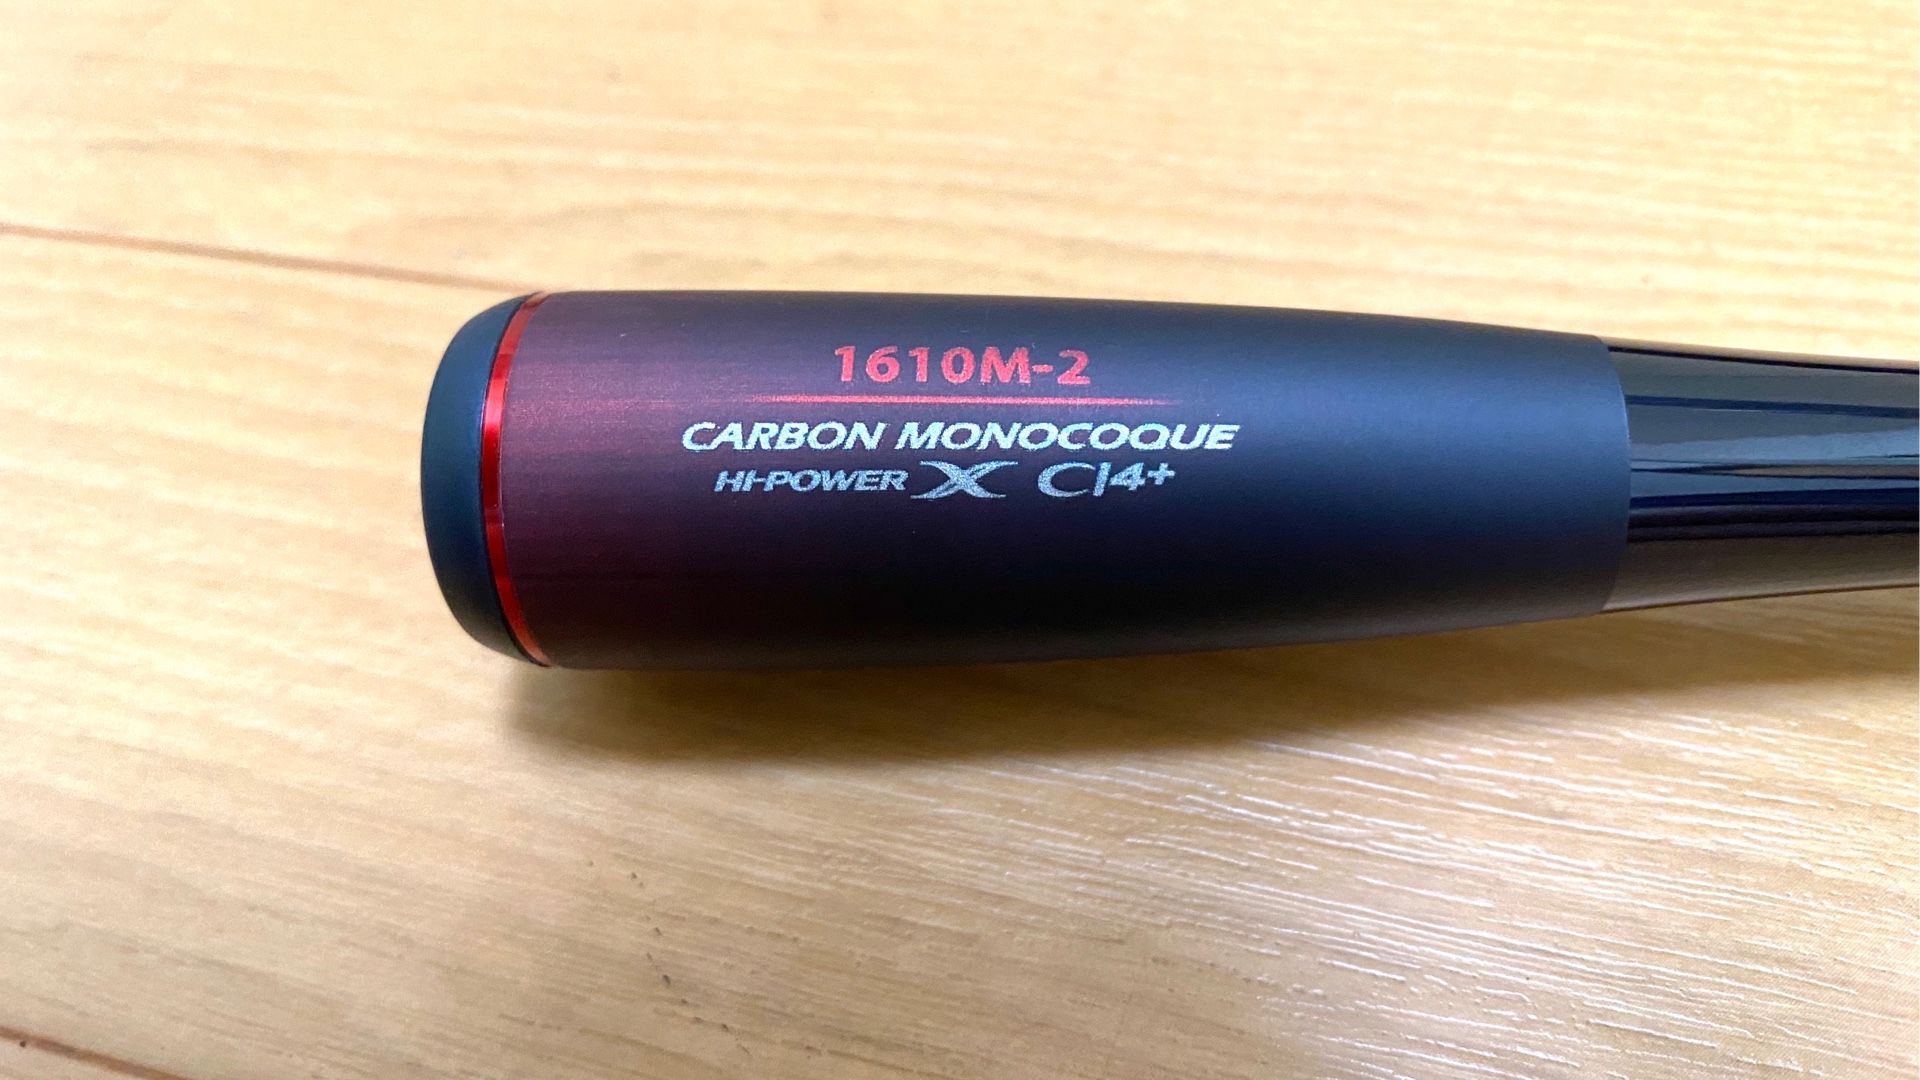 1610M-2
CARBON MONOCOQUE
HI-POWER X CI4+